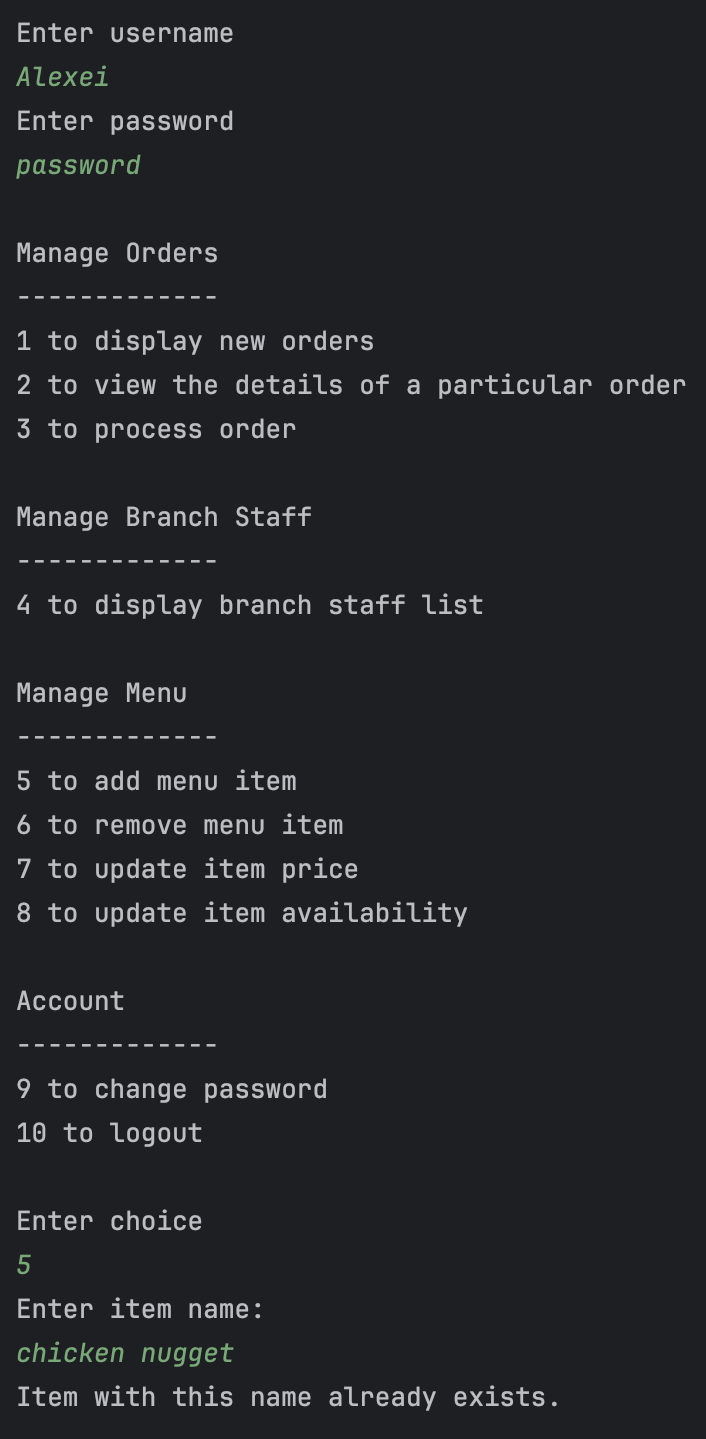 Enter username
Alexei
Enter password
password
Manage Orders
-------------
1 to display new orders
2 to view the details of a particular order
3 to process order
Manage Branch Staff
-------------
4 to display branch staff list
Manage Menu
-------------
5 to add menu item
6 to remove menu item
7 to update item price
8 to update item availability
Account
-------------
9 to change password
10 to logout
Enter choice
5
Enter item name:
chicken nugget
Item with this name already exists.